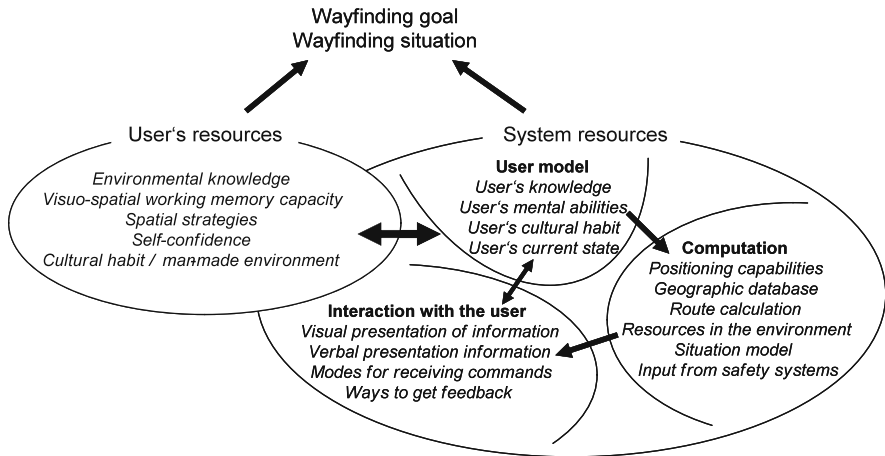 Wayfinding goal
Wayfinding situation
User's resources
Environmental knowledge
Visuo-spatial working memory capacity
Spatial strategies
Self-confidence
Cultural habit / man-made environment
System resources
User model
User's knowledge
User's mental abilities
User's cultural habit
User's current state
Computation
Positioning capabilities
Geographic database
Route calculation
Resources in the environment
Situation model
Input from safety systems
Interaction with the user
Visual presentation of information
Verbal presentation information
Modes for receiving commands
Ways to get feedback